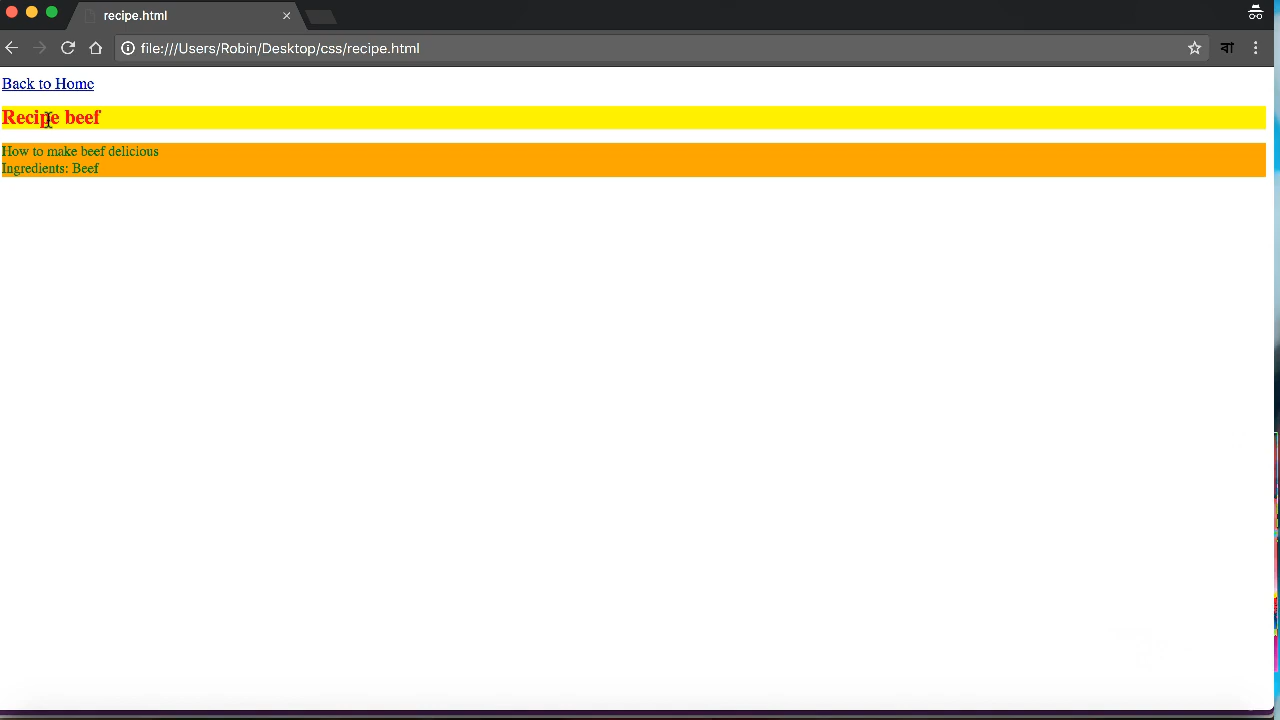 recipe.html
file:///Users/Robin/Desktop/css/recipe.html
বা
Back to Home
Recipe beef
How to make beef delicious
Ingredients: Beef